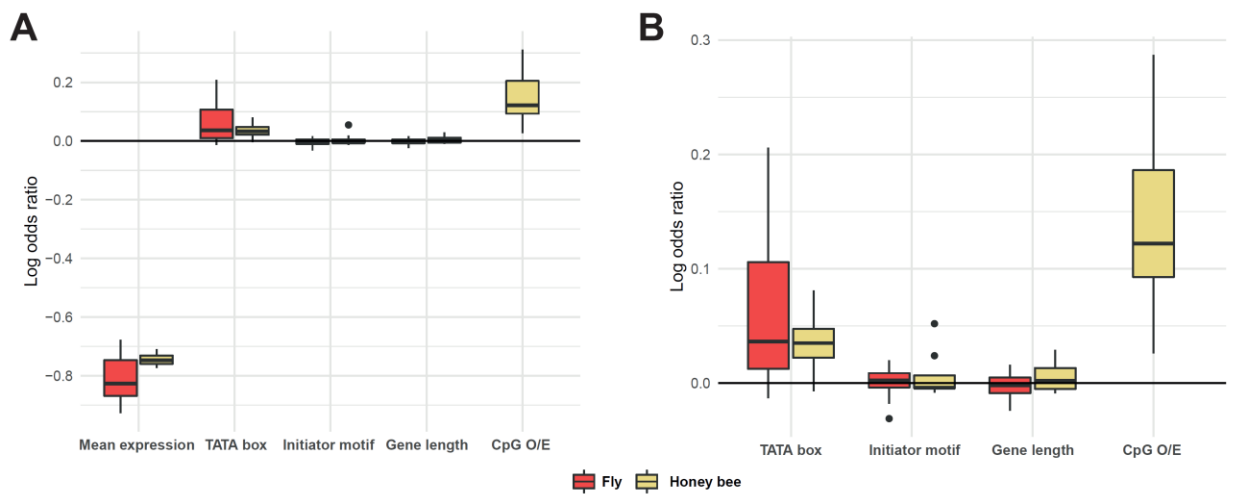 A
Log odds ratio
0.2
0.0
−0.2
−0.4
−0.6
−0.8
Mean expression TATA box Initiator motif Gene length CpG O/E
B
Log odds ratio
0.3
0.2
0.1
0.0
TATA box Initiator motif Gene length CpG O/E
Fly Honey bee